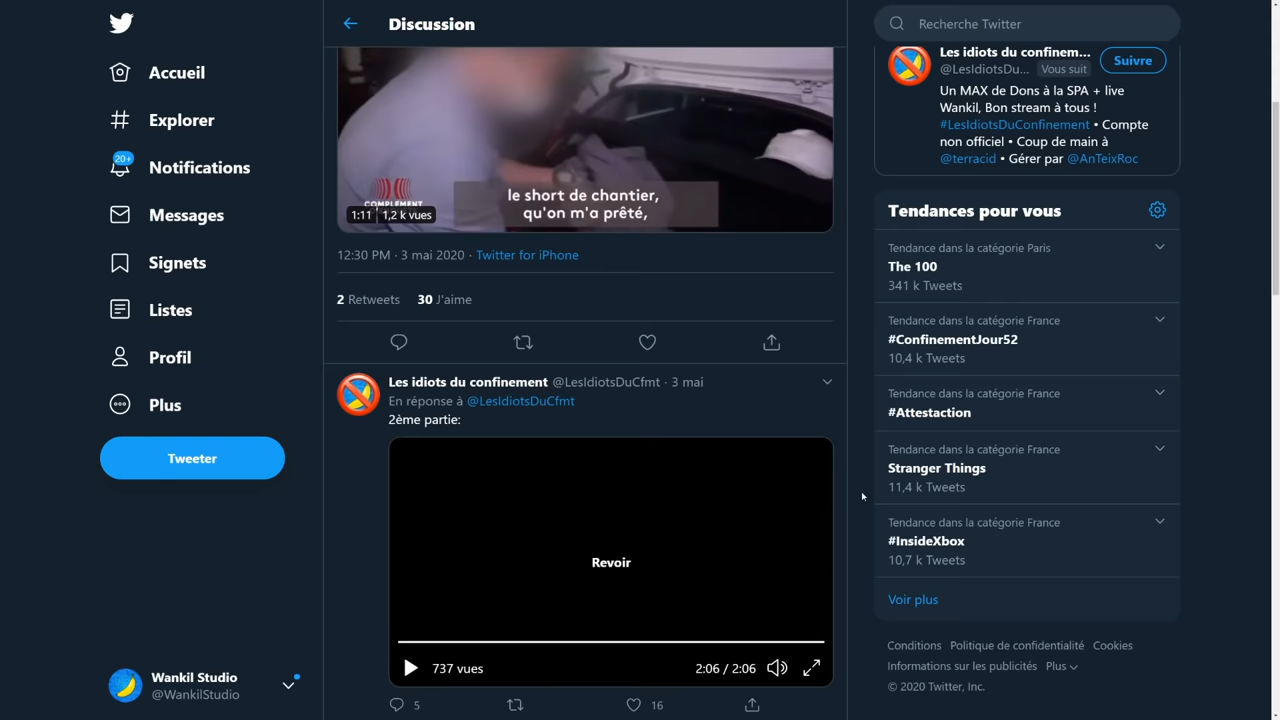 Accueil
Explorer
20+
Notifications
Messages
Signets
Listes
Profil
Plus
Tweeter
Wankil Studio
@WankilStudio
Discussion
COMPLÉMENT
le short de chantier,
qu'on m'a prêté,
1:11 1,2 k vues
12:30 PM · 3 mai 2020 · Twitter for iPhone
2 Retweets 30 J'aime
Les idiots du confinement @LesIdiotsDuCfmt · 3 mai
En réponse à @LesIdiotsDuCfmt
2ème partie:
Revoir
737 vues 2:06 / 2:06
5 16
Recherche Twitter
Les idiots du confinem... Suivre
@LesIdiotsDu... Vous suit
Un MAX de Dons à la SPA + live
Wankil, Bon stream à tous !
#LesIdiotsDuConfinement • Compte
non officiel • Coup de main à
@terracid • Gérer par @AnTeixRoc
Tendances pour vous
Tendance dans la catégorie Paris
The 100
341 k Tweets
Tendance dans la catégorie France
#ConfinementJour52
10,4 k Tweets
Tendance dans la catégorie France
#Attestaction
Tendance dans la catégorie France
Stranger Things
11,4 k Tweets
Tendance dans la catégorie France
#InsideXbox
10,7 k Tweets
Voir plus
Conditions Politique de confidentialité Cookies
Informations sur les publicités Plus
© 2020 Twitter, Inc.